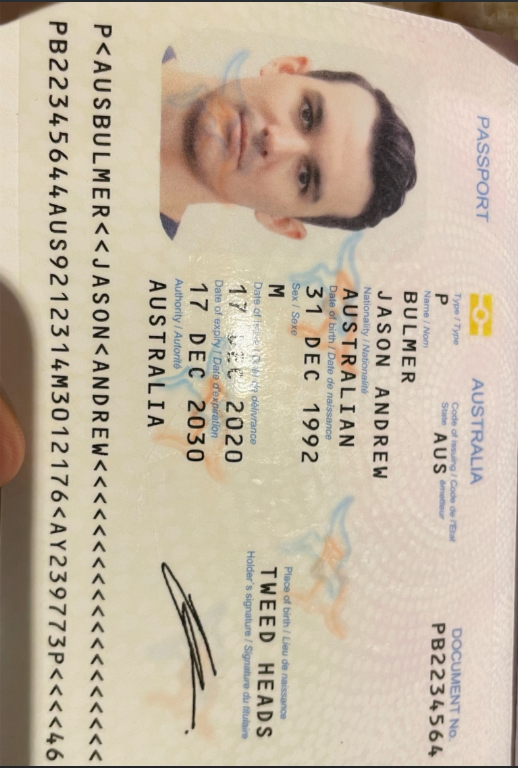 PASSPORT
AUSTRALIA
Type / Type
Code of issuing / Code de l'État
State émetteur
DOCUMENT No.
P
AUS
PB2234564
Name / Nom
BULMER
JASON ANDREW
Nationality / Nationalité
AUSTRALIAN
Date of birth / Date de naissance
31 DEC 1992
Sex / Sexe
Place of birth / Lieu de naissance
M
TWEED HEADS
Date of issue / Date de délivrance
Holder's signature / Signature du titulaire
17 DEC 2020
Date of expiry / Date d'expiration
17 DEC 2030
Authority / Autorité
AUSTRALIA
P<AUSBULMER<<JASON<ANDREW<<<<<<<<<<<<<<<<<<<
PB22345644AUS9212314M3012176<AY239773P<<<<46